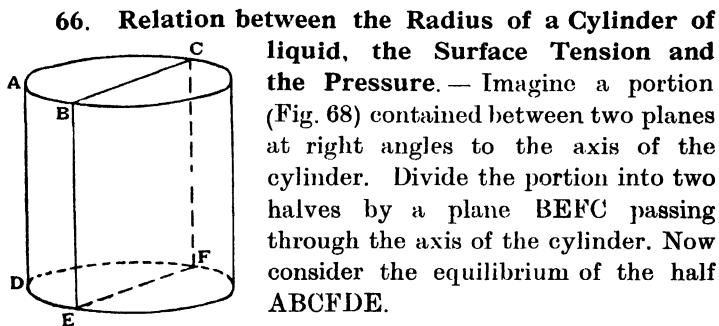 66. Relation between the Radius of a Cylinder of
liquid, the Surface Tension and
the Pressure. — Imagine a portion
(Fig. 68) contained between two planes
at right angles to the axis of the
cylinder. Divide the portion into two
halves by a plane BEFC passing
through the axis of the cylinder. Now
consider the equilibrium of the half
ABCFDE.
C
A
B
F
D
E